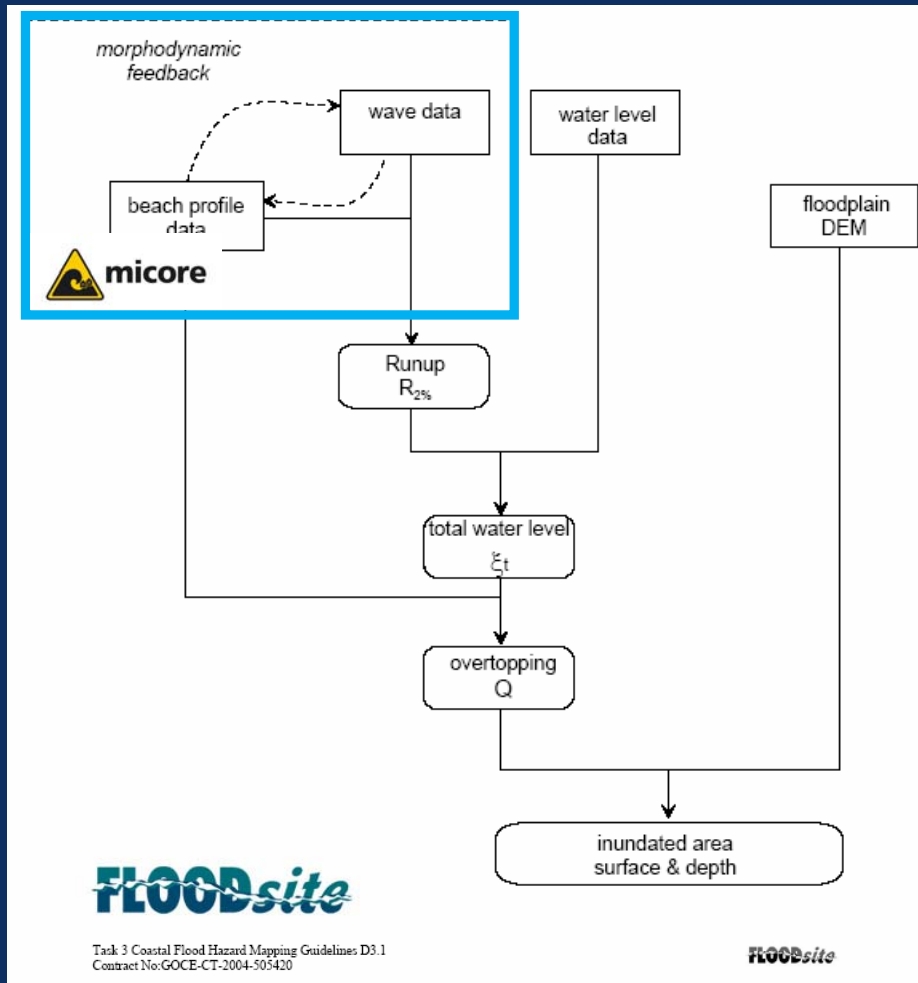 morphodynamic
feedback
wave data
water level
data
beach profile
data
floodplain
DEM
micore
Runup
R2%
total water level
ξt
overtopping
Q
inundated area
surface & depth
FLOODsite
Task 3 Coastal Flood Hazard Mapping Guidelines D3.1
Contract No:GOCE-CT-2004-505420
FLOODsite